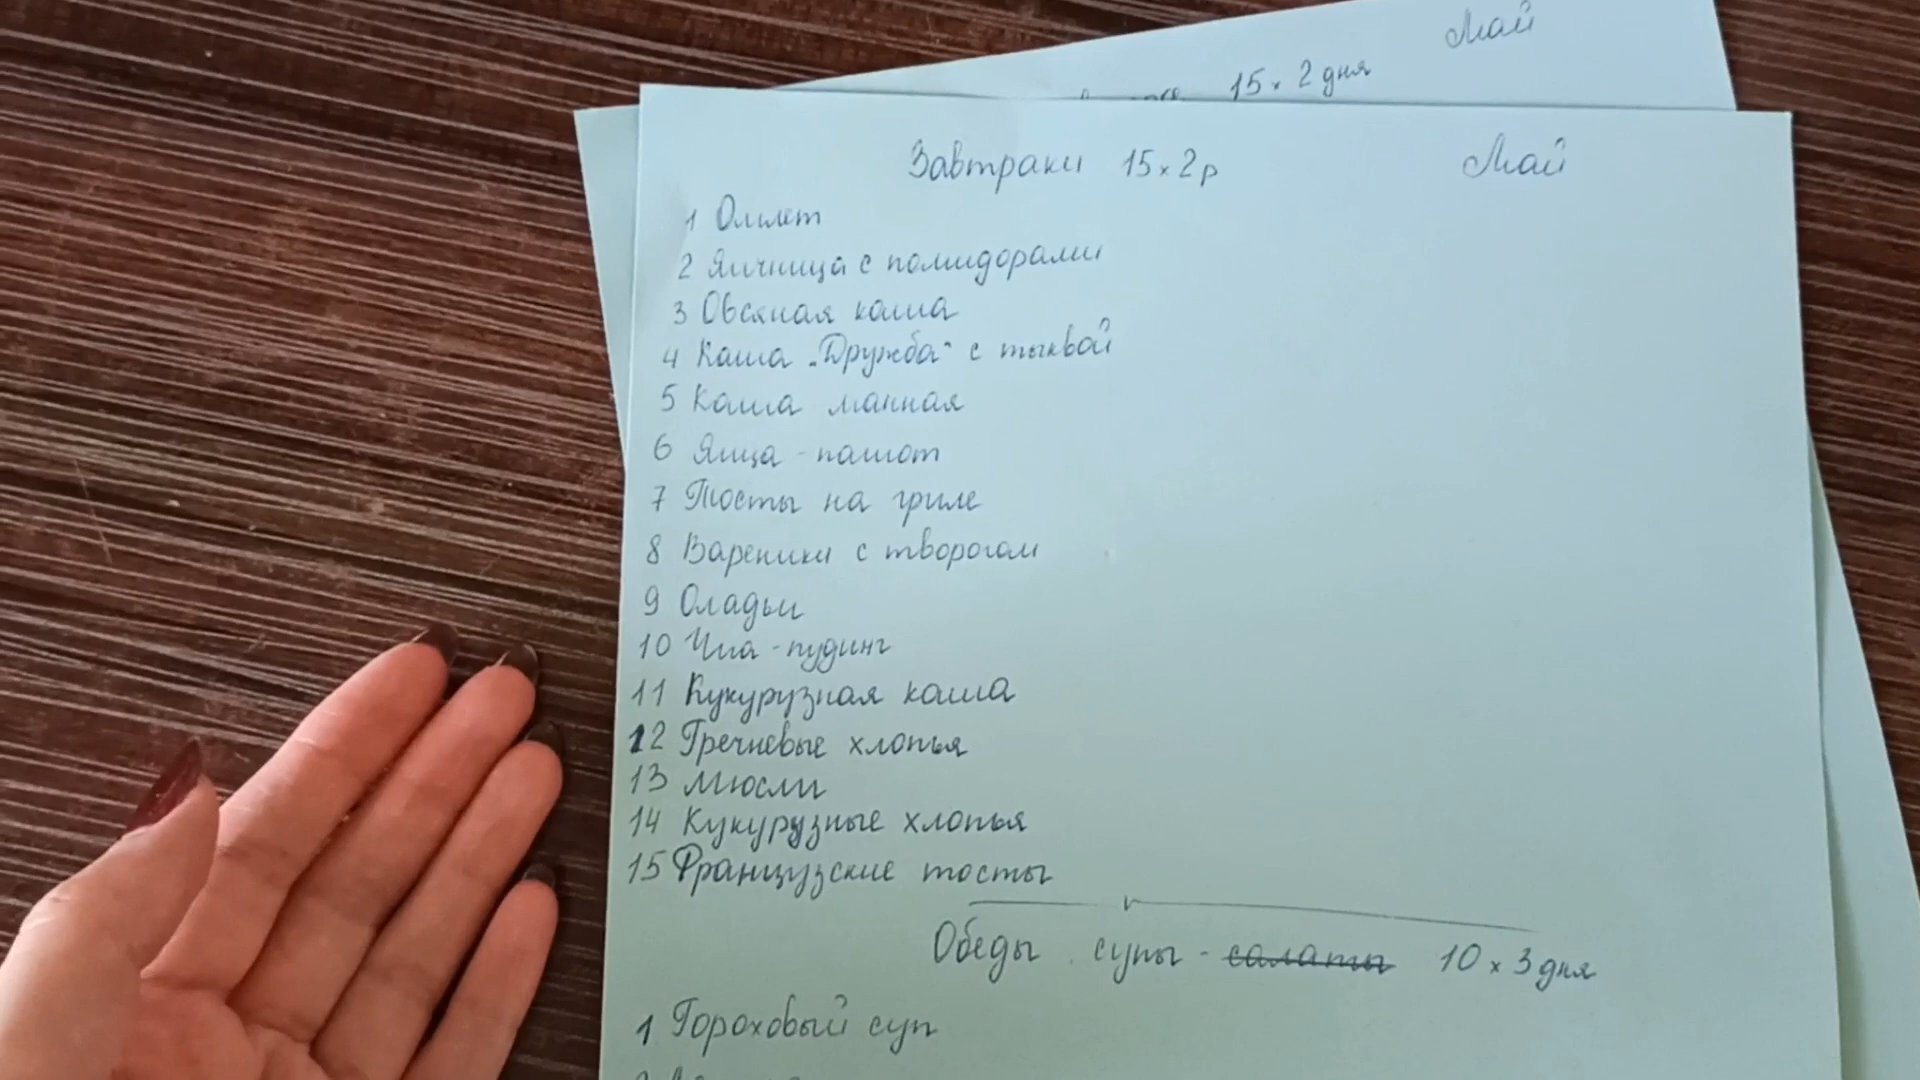 Май
15 x 2 дня
Завтраки 15 x 2 р Май
1 Омлет
2 Яичница с помидорами
3 Овсяная каша
4 Каша „Дружба“ с тыквой
5 Каша манная
6 Яйца - пашот
7 Тосты на гриле
8 Вареники с творогом
9 Оладьи
10 Чиа - пудинг
11 Кукурузная каша
12 Гречневые хлопья
13 Мюсли
14 Кукурузные хлопья
15 Французские тосты
Обеды супы - салаты 10 x 3 дня
1 Гороховый суп